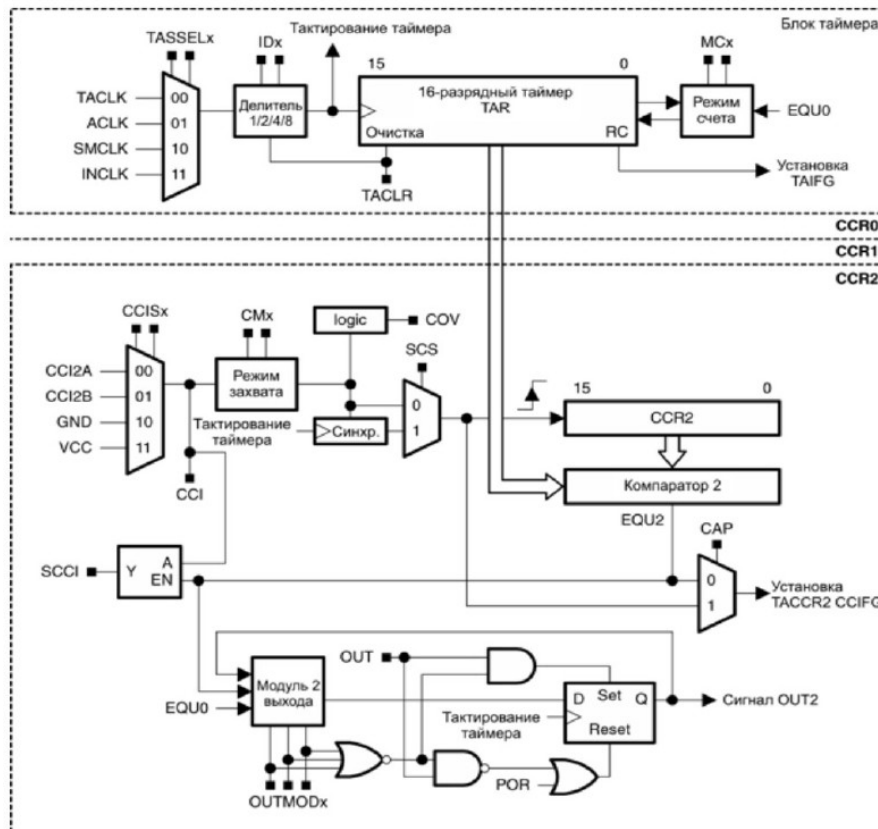 Блок таймера
Тактирование таймера
TASSELx
IDx
15
0
MCx
TACLK
ACLK
SMCLK
INCLK
00
01
10
11
Делитель
1/2/4/8
16-разрядный таймер
TAR
Очистка
RC
Режим
счета
EQU0
TACLR
Установка
TAIFG
CCR0
CCR1
CCR2
CCISx
CMx
logic
COV
SCS
CCI2A
CCI2B
GND
VCC
00
01
10
11
Режим
захвата
Тактирование
таймера
Синхр.
0
1
15
0
CCR2
Компаратор 2
CCI
EQU2
CAP
SCCI
Y
A
EN
0
1
Установка
TACCR2 CCIFG
OUT
EQU0
Модуль 2
выхода
Тактирование
таймера
D
Set
Q
Reset
Сигнал OUT2
POR
OUTMODx